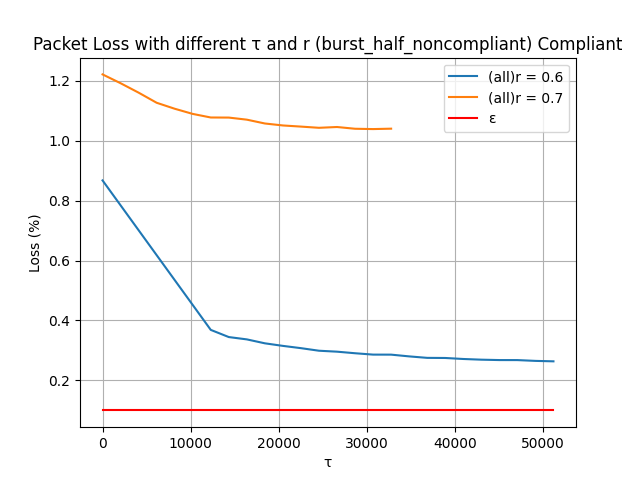 Packet Loss with different τ and r (burst_half_noncompliant) Compliant
(all)r = 0.6
(all)r = 0.7
ε
Loss (%)
1.2
1.0
0.8
0.6
0.4
0.2
0 10000 20000 30000 40000 50000
τ